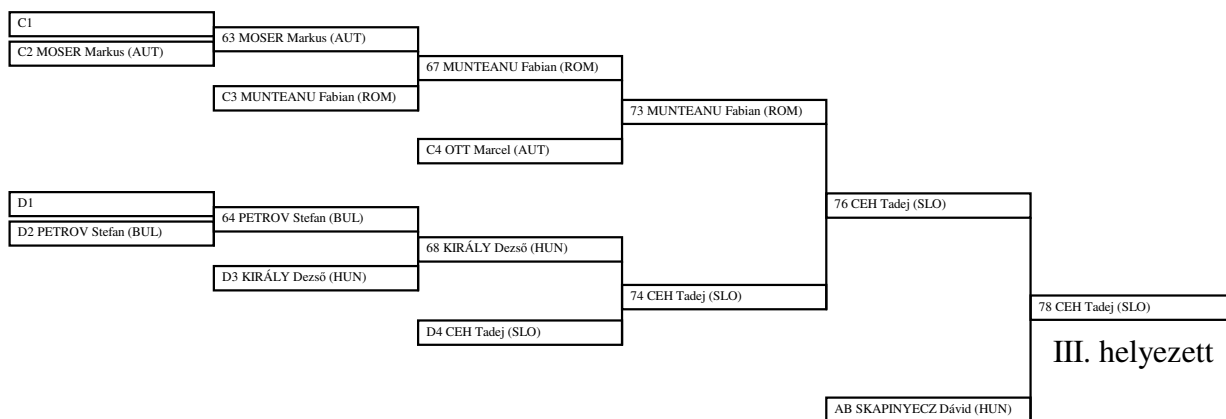 C1
63 MOSER Markus (AUT)
C2 MOSER Markus (AUT)
67 MUNTEANU Fabian (ROM)
C3 MUNTEANU Fabian (ROM)
73 MUNTEANU Fabian (ROM)
C4 OTT Marcel (AUT)
D1
76 CEH Tadej (SLO)
64 PETROV Stefan (BUL)
D2 PETROV Stefan (BUL)
68 KIRÁLY Dezső (HUN)
D3 KIRÁLY Dezső (HUN)
74 CEH Tadej (SLO)
78 CEH Tadej (SLO)
D4 CEH Tadej (SLO)
III. helyezett
AB SKAPINYECZ Dávid (HUN)